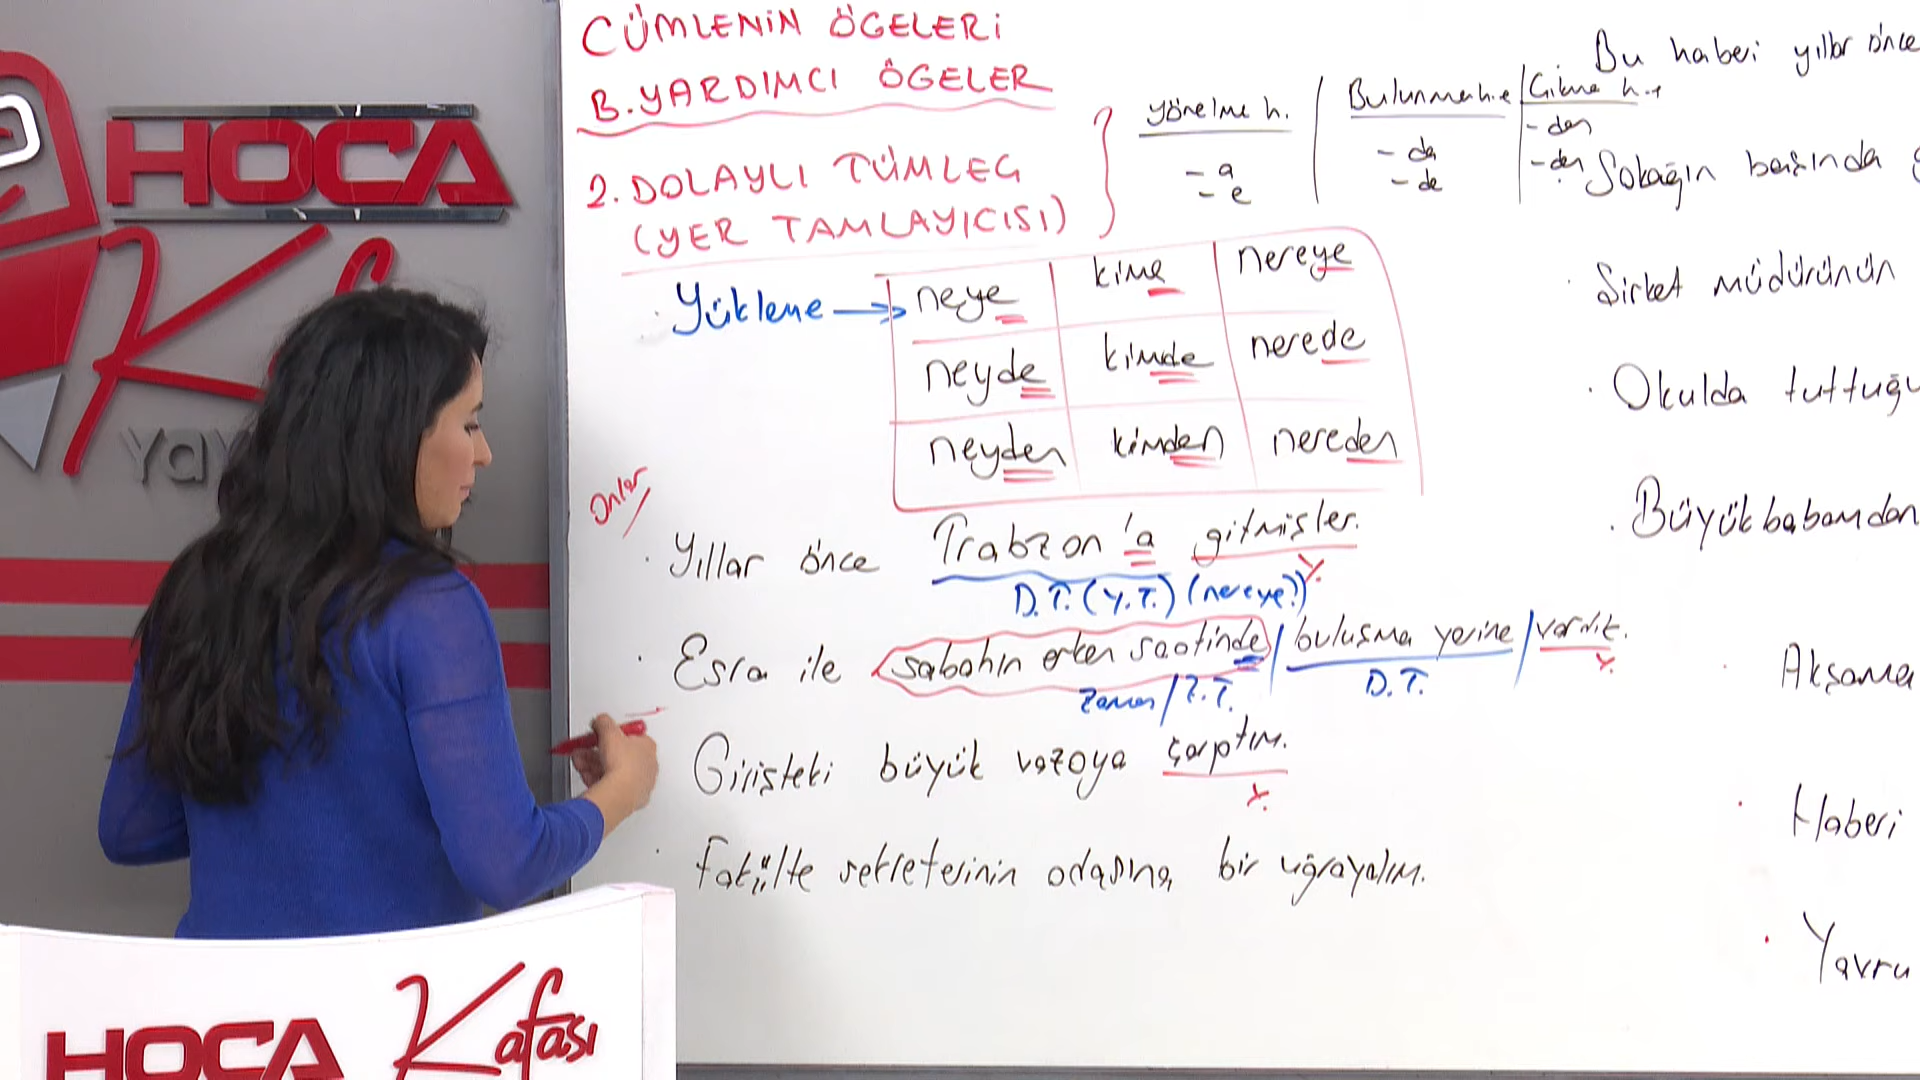 HOCA
Yay
HOCA Kafası
CÜMLENİN ÖGELERİ
B. YARDIMCI ÖGELER
2. DOLAYLI TÜMLEÇ
(YER TAMLAYICISI)
yönelme h.
- a
- e
Bulunma h.
- da
- de
- dan
- den
Yükleme → neye kime nereye
neyde kimde nerede
neyden kimden nereden
Onlar
Yıllar önce Trabzon'a gitmişler.
D.T. (Y.T.) (nereye?) Y.
Esra ile sabahın erken saatinde / buluşma yerine / vardık.
Zaman / Z.T. D.T. Y.
Girişteki büyük vazoya çarptım.
Y.
Fakülte sekreterinin odasına bir uğrayalım.
Bu haberi yıllar önce
Sokağın başında
Şirket müdürünün
Okulda tuttuğu
Büyükbabamdan
Akşama
Haberi
Yavru